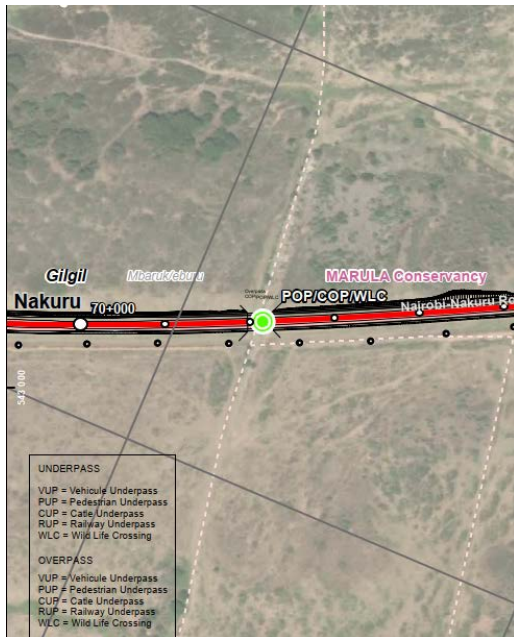 Gilgil
Mbaruk/eburu
MARULA Conservancy
POP/COP/WLC
Nakuru
70+000
Nairobi-Nakuru
543 000
UNDERPASS
VUP = Vehicule Underpass
PUP = Pedestrian Underpass
CUP = Catle Underpass
RUP = Railway Underpass
WLC = Wild Life Crossing
OVERPASS
VUP = Vehicule Underpass
PUP = Pedestrian Underpass
CUP = Catle Underpass
RUP = Railway Underpass
WLC = Wild Life Crossing